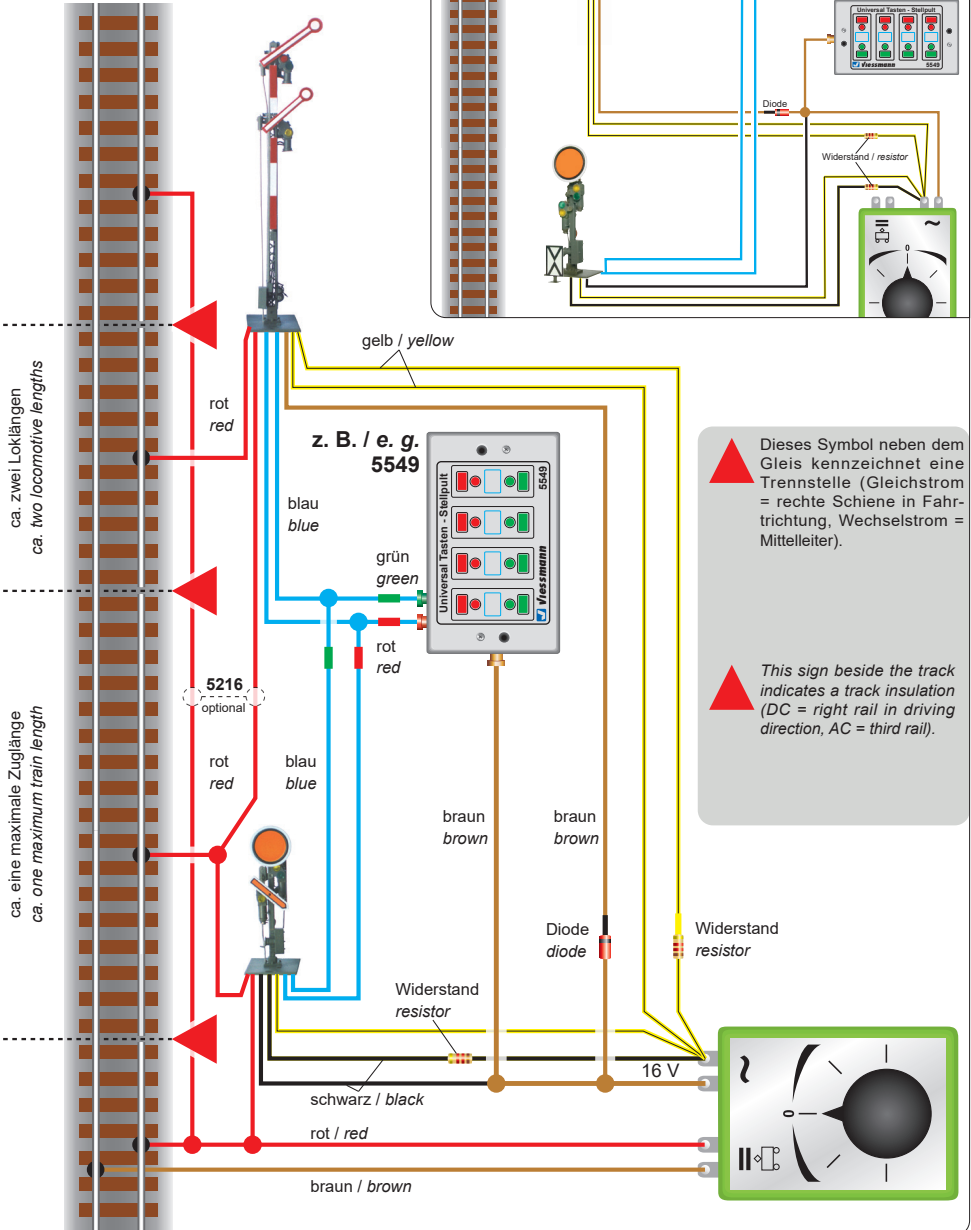 Universal Tasten - Stellpult
Viessmann 5549
Diode
Widerstand / resistor
0
~
gelb / yellow
ca. zwei Loklängen
ca. two locomotive lengths
rot
red
z. B. / e. g.
5549
Universal Tasten - Stellpult
5549
Viessmann
blau
blue
grün
green
rot
red
Dieses Symbol neben dem
Gleis kennzeichnet eine
Trennstelle (Gleichstrom
= rechte Schiene in Fahr-
trichtung, Wechselstrom =
Mittelleiter).
This sign beside the track
indicates a track insulation
(DC = right rail in driving
direction, AC = third rail).
5216
optional
ca. eine maximale Zuglänge
ca. one maximum train length
rot
red
blau
blue
braun
brown
braun
brown
Diode
diode
Widerstand
resistor
Widerstand
resistor
16 V
~
0
schwarz / black
rot / red
braun / brown